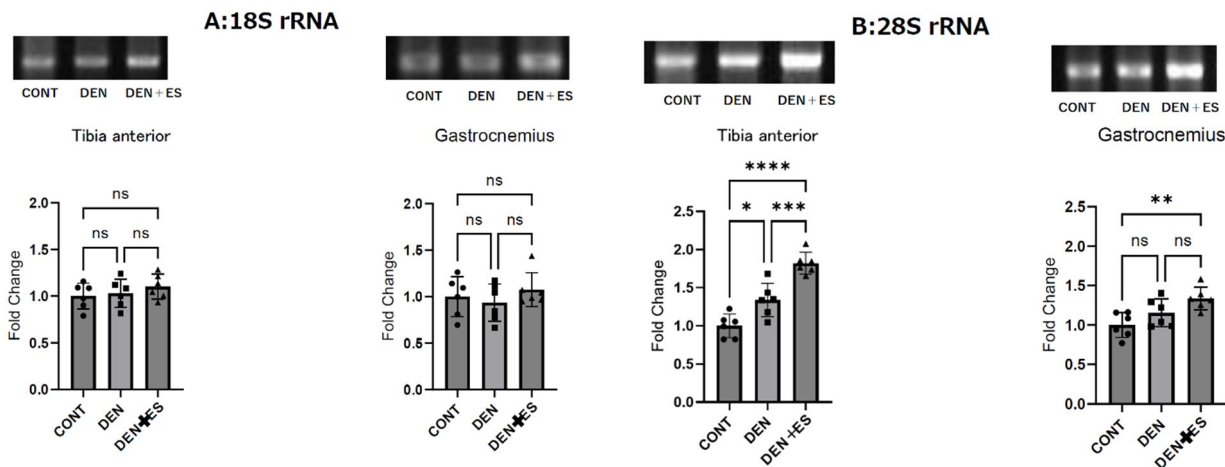 A:18S rRNA
CONT DEN DEN+ES
Tibia anterior
ns
ns ns
Fold Change
2.0
1.5
1.0
0.5
0.0
CONT
DEN
DEN+ES
CONT DEN DEN+ES
Gastrocnemius
ns
ns ns
Fold Change
2.0
1.5
1.0
0.5
0.0
CONT
DEN
DEN+ES
B:28S rRNA
CONT DEN DEN+ES
Tibia anterior
****
* ***
Fold Change
2.5
2.0
1.5
1.0
0.5
0.0
CONT
DEN
DEN +ES
CONT DEN DEN+ES
Gastrocnemius
**
ns ns
Fold Change
2.5
2.0
1.5
1.0
0.5
0.0
CONT
DEN
DEN+ES